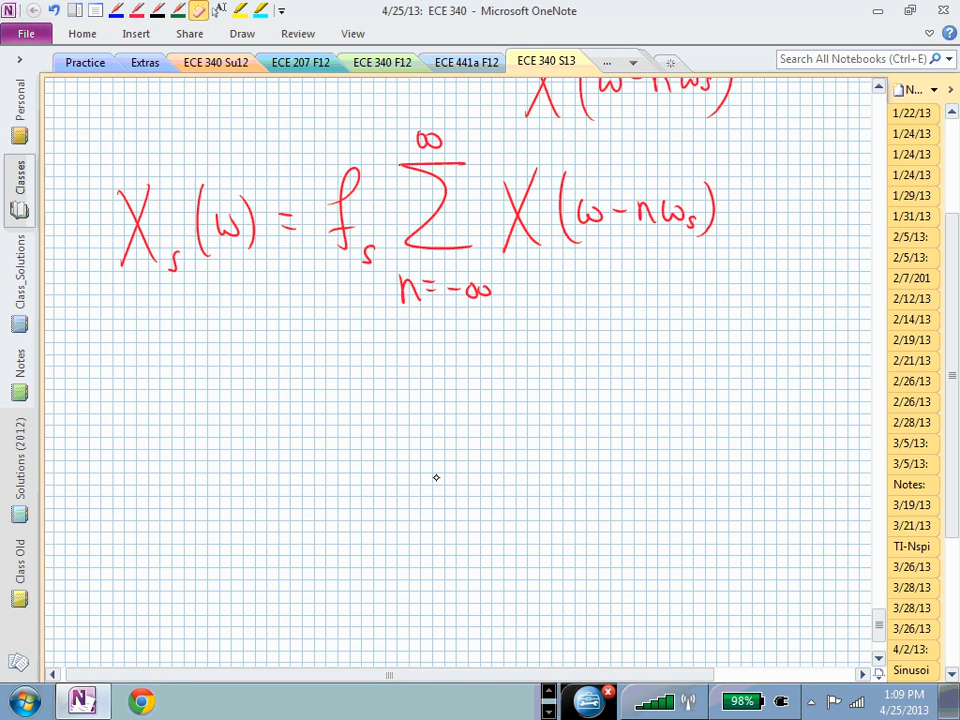 4/25/13: ECE 340 - Microsoft OneNote
File Home Insert Share Draw Review View
Practice Extras ECE 340 Su12 ECE 207 F12 ECE 340 F12 ECE 441a F12 ECE 340 S13 ...
Search All Notebooks (Ctrl+E)
Personal
Classes
Class_Solutions
Notes
Solutions (2012)
Class Old
X(ω-nωs)
∞
Xs(ω) = fs ∑ X(ω-nωs)
n=-∞
N...
1/22/13
1/24/13
1/24/13
1/24/13
1/29/13
1/31/13
2/5/13:
2/5/13:
2/7/201
2/12/13
2/14/13
2/19/13
2/21/13
2/26/13
2/26/13
2/28/13
3/5/13:
3/5/13:
Notes:
3/19/13
3/21/13
TI-Nspi
3/26/13
3/28/13
3/28/13
3/26/13
4/2/13:
Sinusoi
98%
1:09 PM
4/25/2013